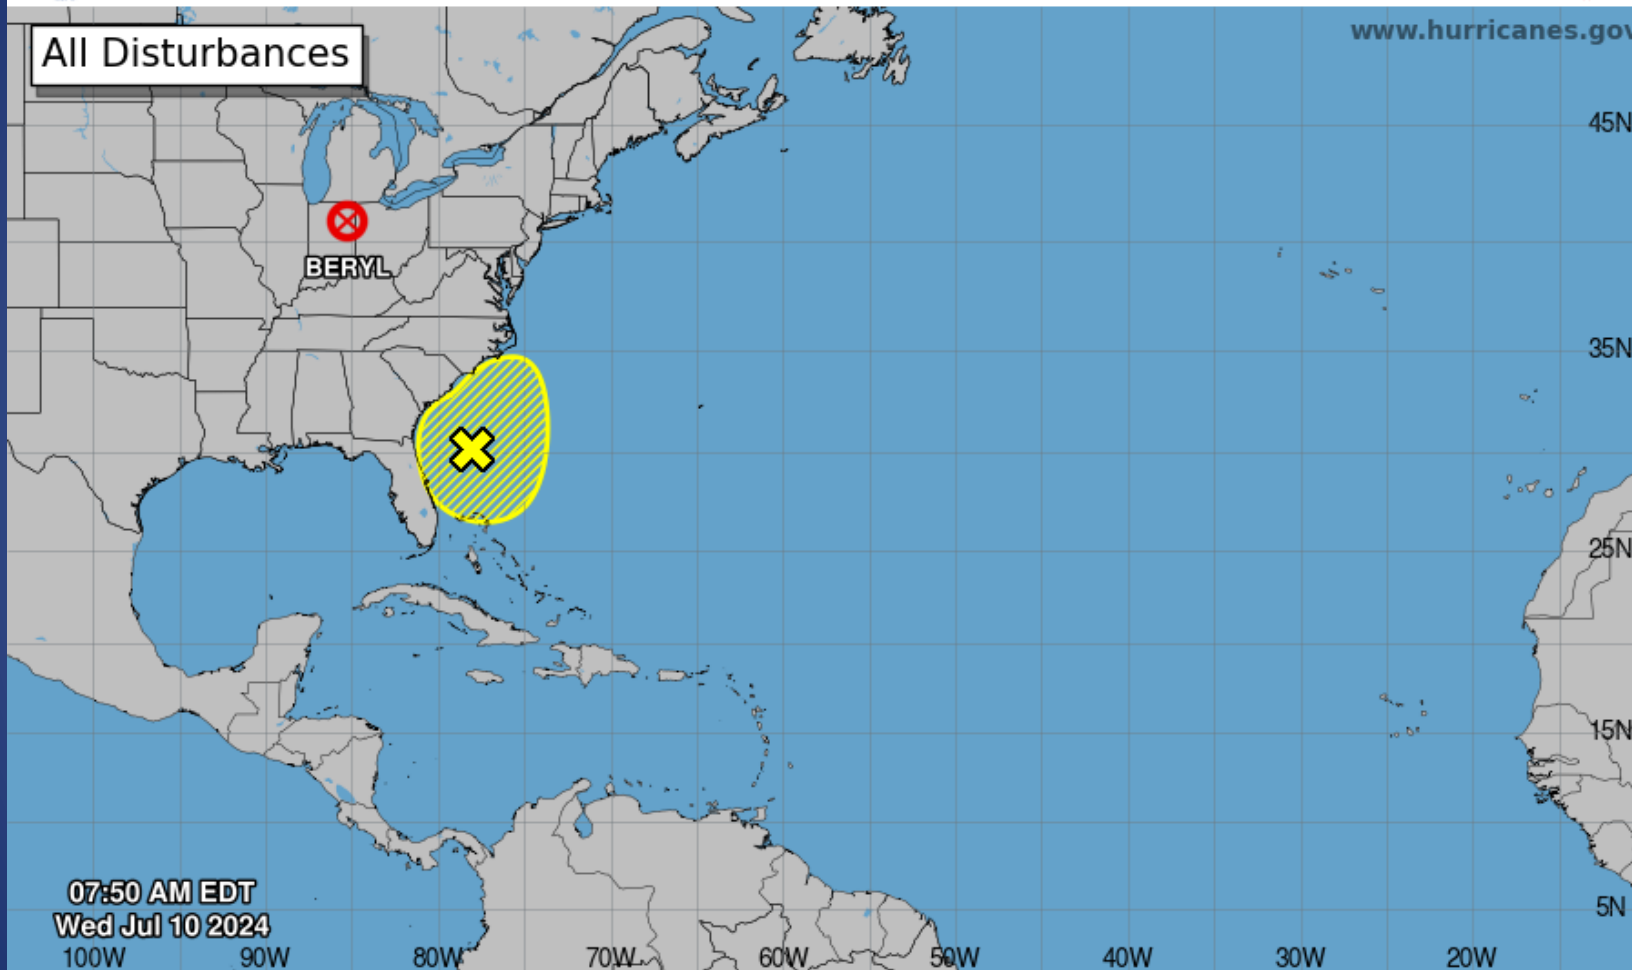 www.hurricanes.gov
All Disturbances
45N
BERYL
35N
25N
15N
07:50 AM EDT
5N
Wed Jul 10 2024
100W 90W 80W 70W 60W 50W 40W 30W 20W